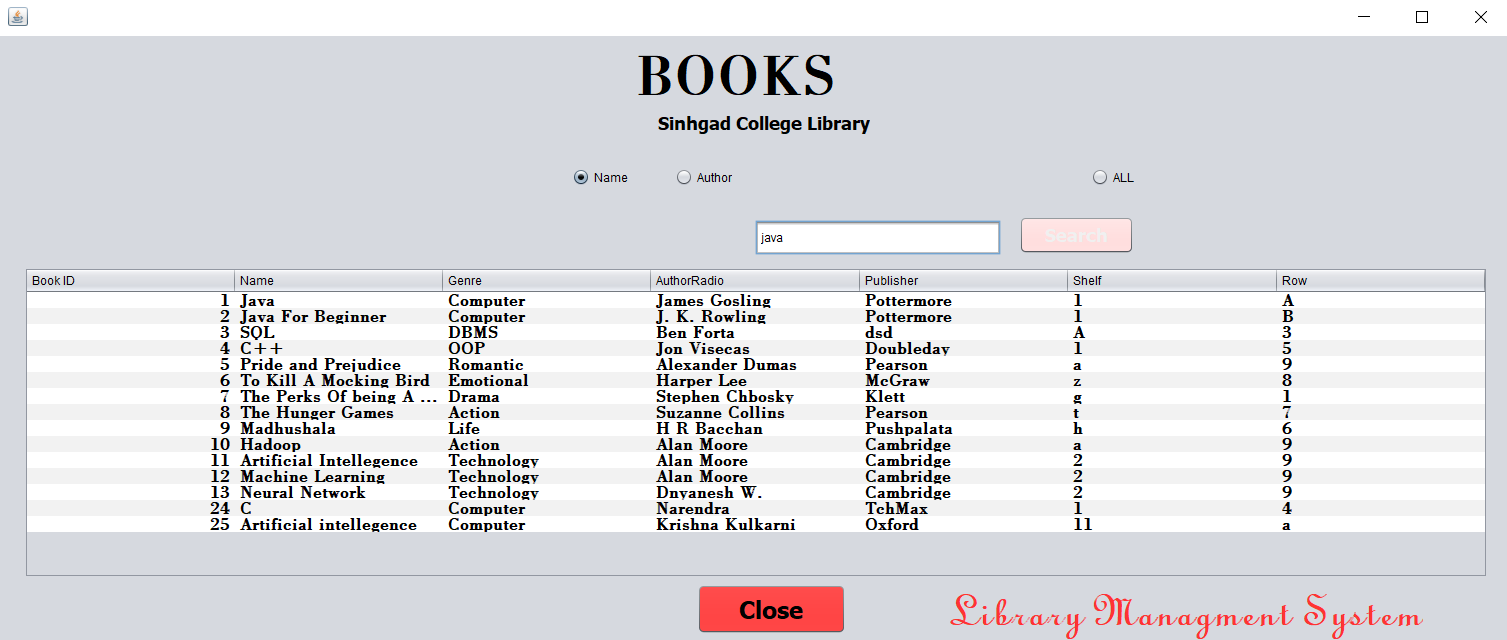 BOOKS
Sinhgad College Library
Name Author ALL
java Search
Book ID Name Genre AuthorRadio Publisher Shelf Row
1 Java Computer James Gosling Pottermore 1 A
2 Java For Beginner Computer J. K. Rowling Pottermore 1 B
3 SQL DBMS Ben Forta dsd A 3
4 C++ OOP Jon Visecas Doubleday 1 5
5 Pride and Prejudice Romantic Alexander Dumas Pearson a 9
6 To Kill A Mocking Bird Emotional Harper Lee McGraw z 8
7 The Perks Of being A ... Drama Stephen Chbosky Klett g 1
8 The Hunger Games Action Suzanne Collins Pearson t 7
9 Madhushala Life H R Bacchan Pushpalata h 6
10 Hadoop Action Alan Moore Cambridge a 9
11 Artificial Intellegence Technology Alan Moore Cambridge 2 9
12 Machine Learning Technology Alan Moore Cambridge 2 9
13 Neural Network Technology Dnyanesh W. Cambridge 2 9
24 C Computer Narendra TchMax 1 4
25 Artificial intellegence Computer Krishna Kulkarni Oxford 11 a
Close
Library Managment System